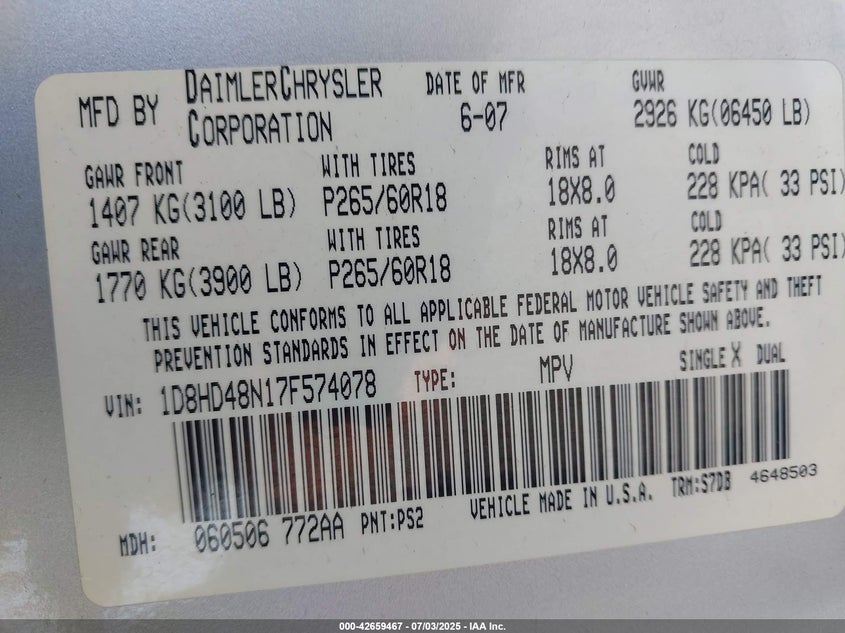 MFD BY DAIMLERCHRYSLER CORPORATION DATE OF MFR 6-07 GVWR 2926 KG(06450 LB)
GAWR FRONT WITH TIRES RIMS AT COLD
1407 KG(3100 LB) P265/60R18 18X8.0 228 KPA( 33 PSI)
GAWR REAR WITH TIRES RIMS AT COLD
1770 KG(3900 LB) P265/60R18 18X8.0 228 KPA( 33 PSI)
THIS VEHICLE CONFORMS TO ALL APPLICABLE FEDERAL MOTOR VEHICLE SAFETY AND THEFT
PREVENTION STANDARDS IN EFFECT ON THE DATE OF MANUFACTURE SHOWN ABOVE.
VIN: 1D8HD48N17F574078 TYPE: MPV SINGLE X DUAL
MDH: 060506 772AA PNT:PS2 VEHICLE MADE IN U.S.A. TRM:S7DB 4648503
000-42659467 - 07/03/2025 - IAA Inc.